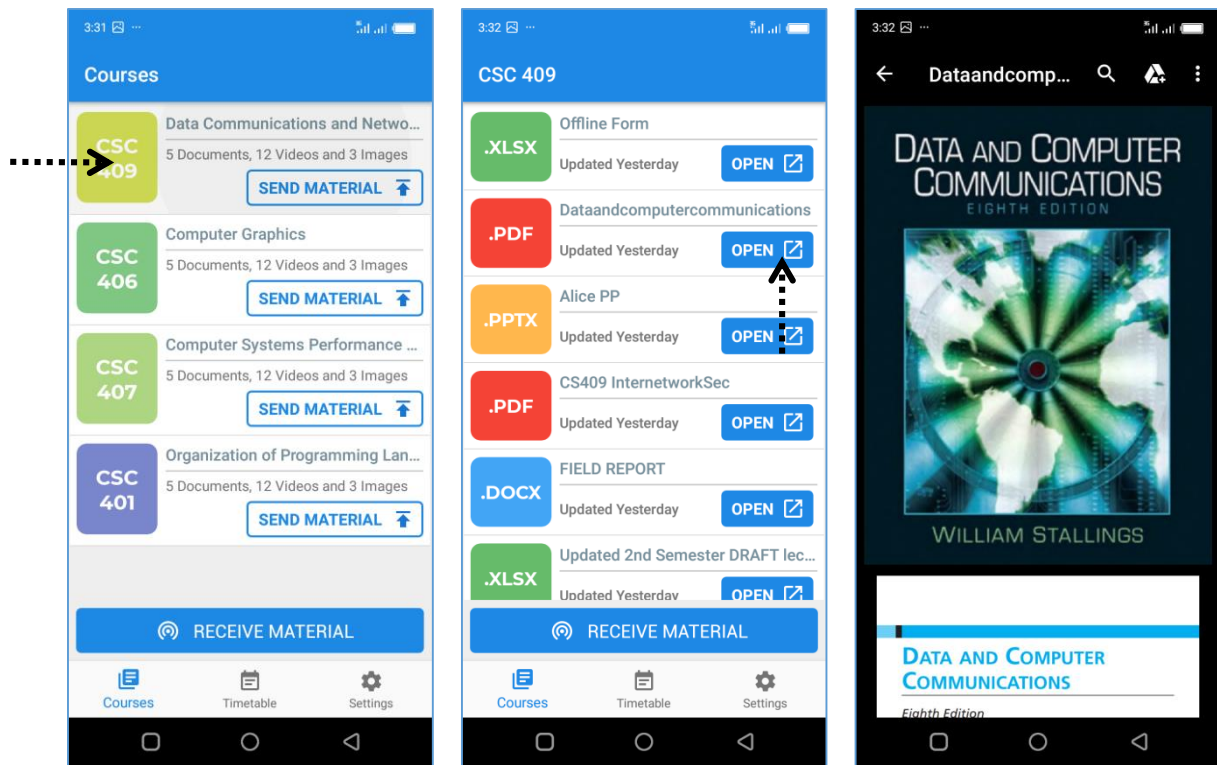 3:31 ...
Courses
CSC 409
Data Communications and Netwo...
5 Documents, 12 Videos and 3 Images
SEND MATERIAL
CSC 406
Computer Graphics
5 Documents, 12 Videos and 3 Images
SEND MATERIAL
CSC 407
Computer Systems Performance ...
5 Documents, 12 Videos and 3 Images
SEND MATERIAL
CSC 401
Organization of Programming Lan...
5 Documents, 12 Videos and 3 Images
SEND MATERIAL
RECEIVE MATERIAL
Courses Timetable Settings
3:32 ...
CSC 409
.XLSX
Offline Form
Updated Yesterday OPEN
.PDF
Dataandcomputercommunications
Updated Yesterday OPEN
.PPTX
Alice PP
Updated Yesterday OPEN
.PDF
CS409 InternetworkSec
Updated Yesterday OPEN
.DOCX
FIELD REPORT
Updated Yesterday OPEN
.XLSX
Updated 2nd Semester DRAFT lec...
Updated Yesterday OPEN
RECEIVE MATERIAL
Courses Timetable Settings
3:32 ...
Dataandcomp...
DATA AND COMPUTER
COMMUNICATIONS
EIGHTH EDITION
WILLIAM STALLINGS
DATA AND COMPUTER
COMMUNICATIONS
Eighth Edition